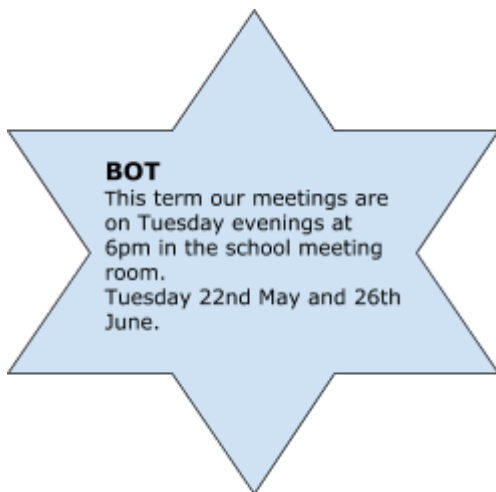 BOT
This term our meetings are
on Tuesday evenings at
6pm in the school meeting
room.
Tuesday 22nd May and 26th
June.